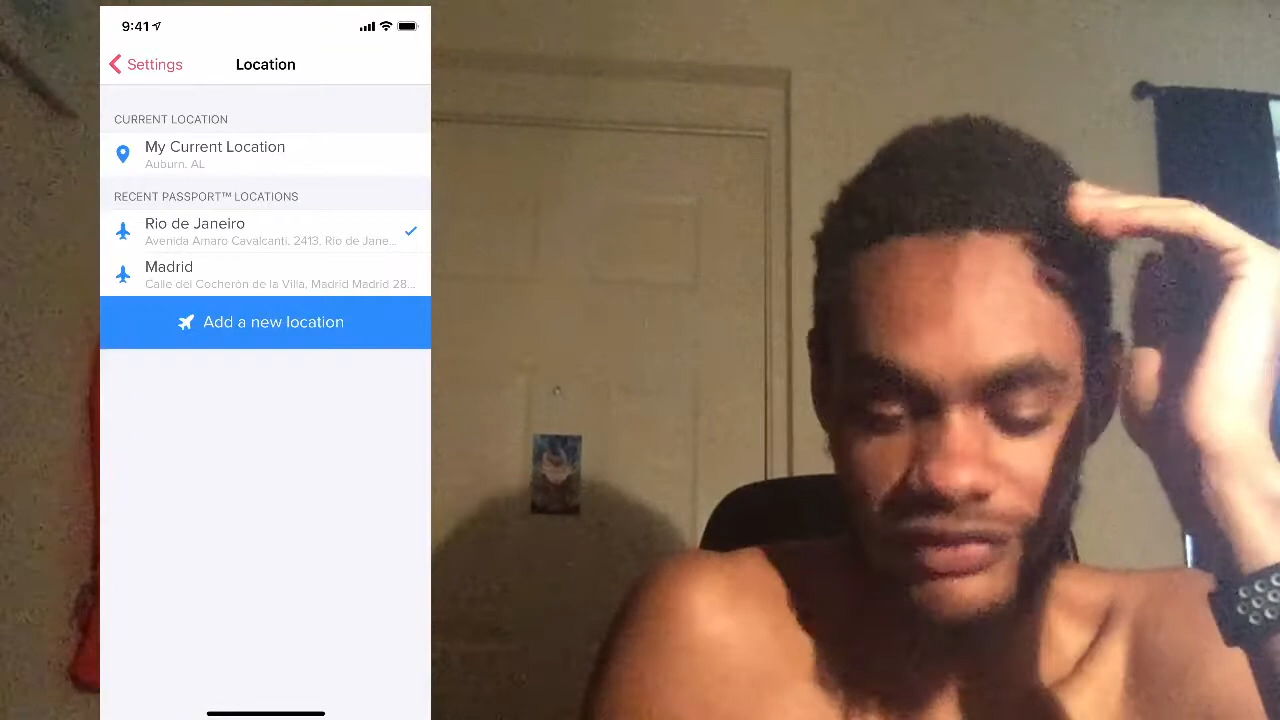 9:41
Settings
Location
CURRENT LOCATION
My Current Location
Auburn, AL
RECENT PASSPORT™ LOCATIONS
Rio de Janeiro
Avenida Amaro Cavalcanti, 2413, Rio de Jane...
Madrid
Calle del Cocherón de la Villa, Madrid Madrid 28...
Add a new location